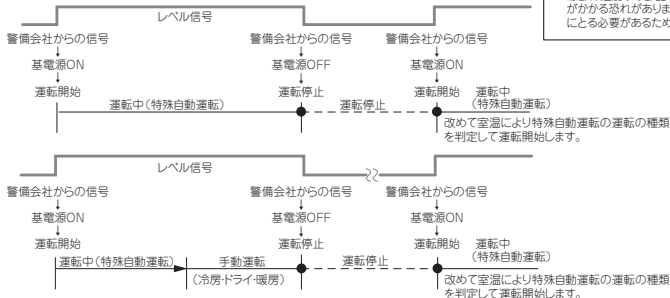 がかかる恐れがありま
にとる必要があるため
レベル信号
警備会社からの信号 警備会社からの信号 警備会社からの信号
↓ ↓ ↓
基電源ON 基電源OFF 基電源ON
↓ ↓ ↓
運転開始 運転停止 運転開始 運転中
運転中(特殊自動運転) 運転停止 (特殊自動運転)
改めて室温により特殊自動運転の運転の種類
を判定して運転開始します。
レベル信号
警備会社からの信号 警備会社からの信号 警備会社からの信号
↓ ↓ ↓
基電源ON 基電源OFF 基電源ON
↓ ↓ ↓
運転開始 運転停止 運転開始 運転中
運転中(特殊自動運転) 手動運転 運転停止 (特殊自動運転)
(冷房・ドライ・暖房)
改めて室温により特殊自動運転の運転の種類
を判定して運転開始します。